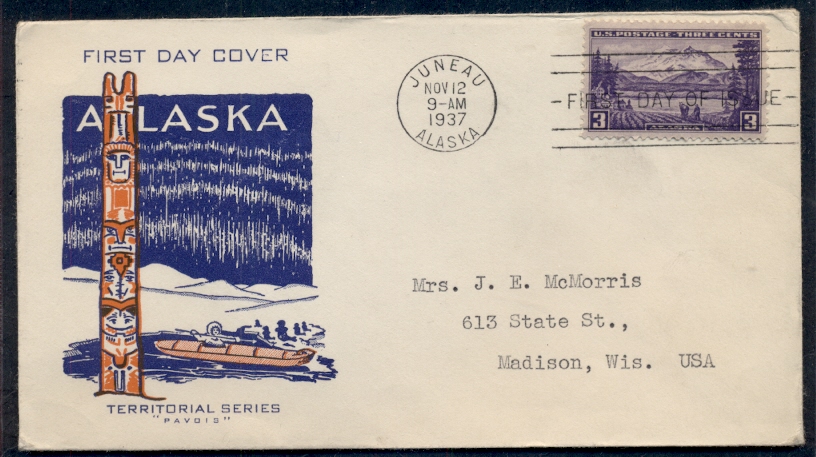 FIRST DAY COVER
ALASKA
TERRITORIAL SERIES
"PAVOIS"
JUNEAU
NOV 12
9-AM
1937
ALASKA
U.S. POSTAGE-THREE CENTS
FIRST DAY OF ISSUE
3 ALASKA 3
Mrs. J. E. McMorris
613 State St.,
Madison, Wis. USA